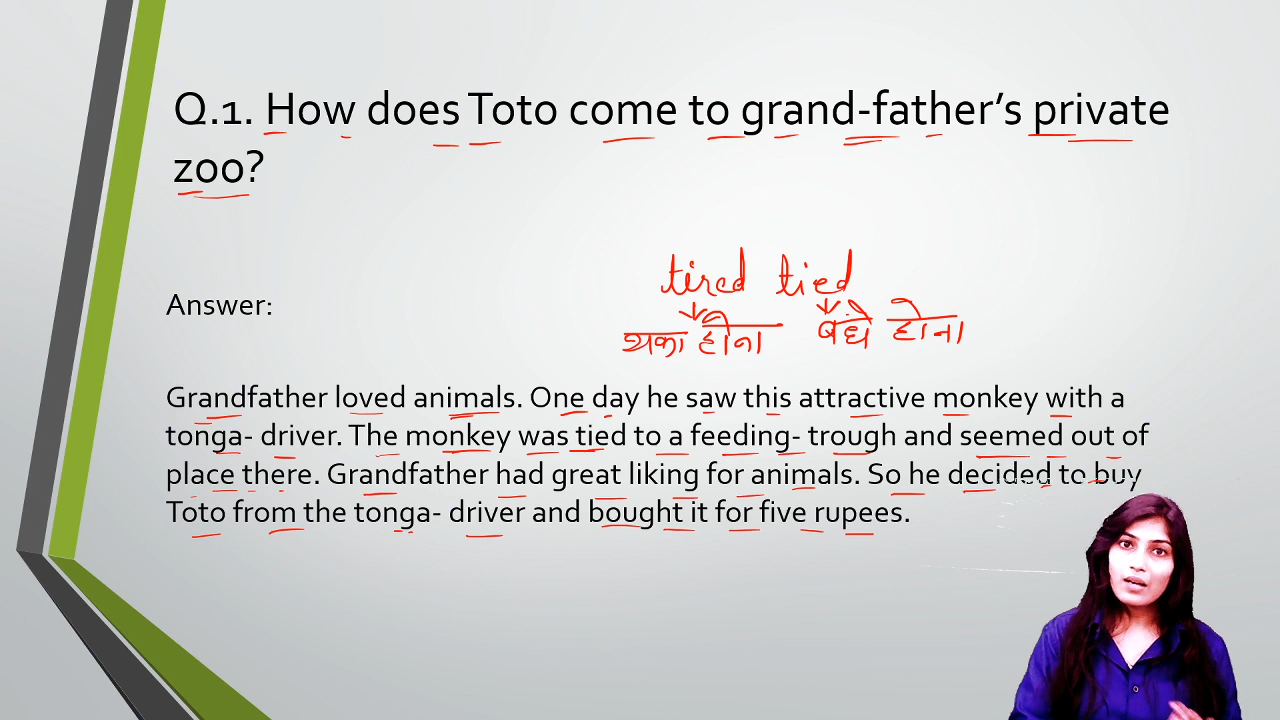 Q.1. How does Toto come to grand-father’s private
zoo?
tired tied
थका होना बंधे होना
Answer:
Grandfather loved animals. One day he saw this attractive monkey with a
tonga- driver. The monkey was tied to a feeding- trough and seemed out of
place there. Grandfather had great liking for animals. So he decided to buy
Toto from the tonga- driver and bought it for five rupees.